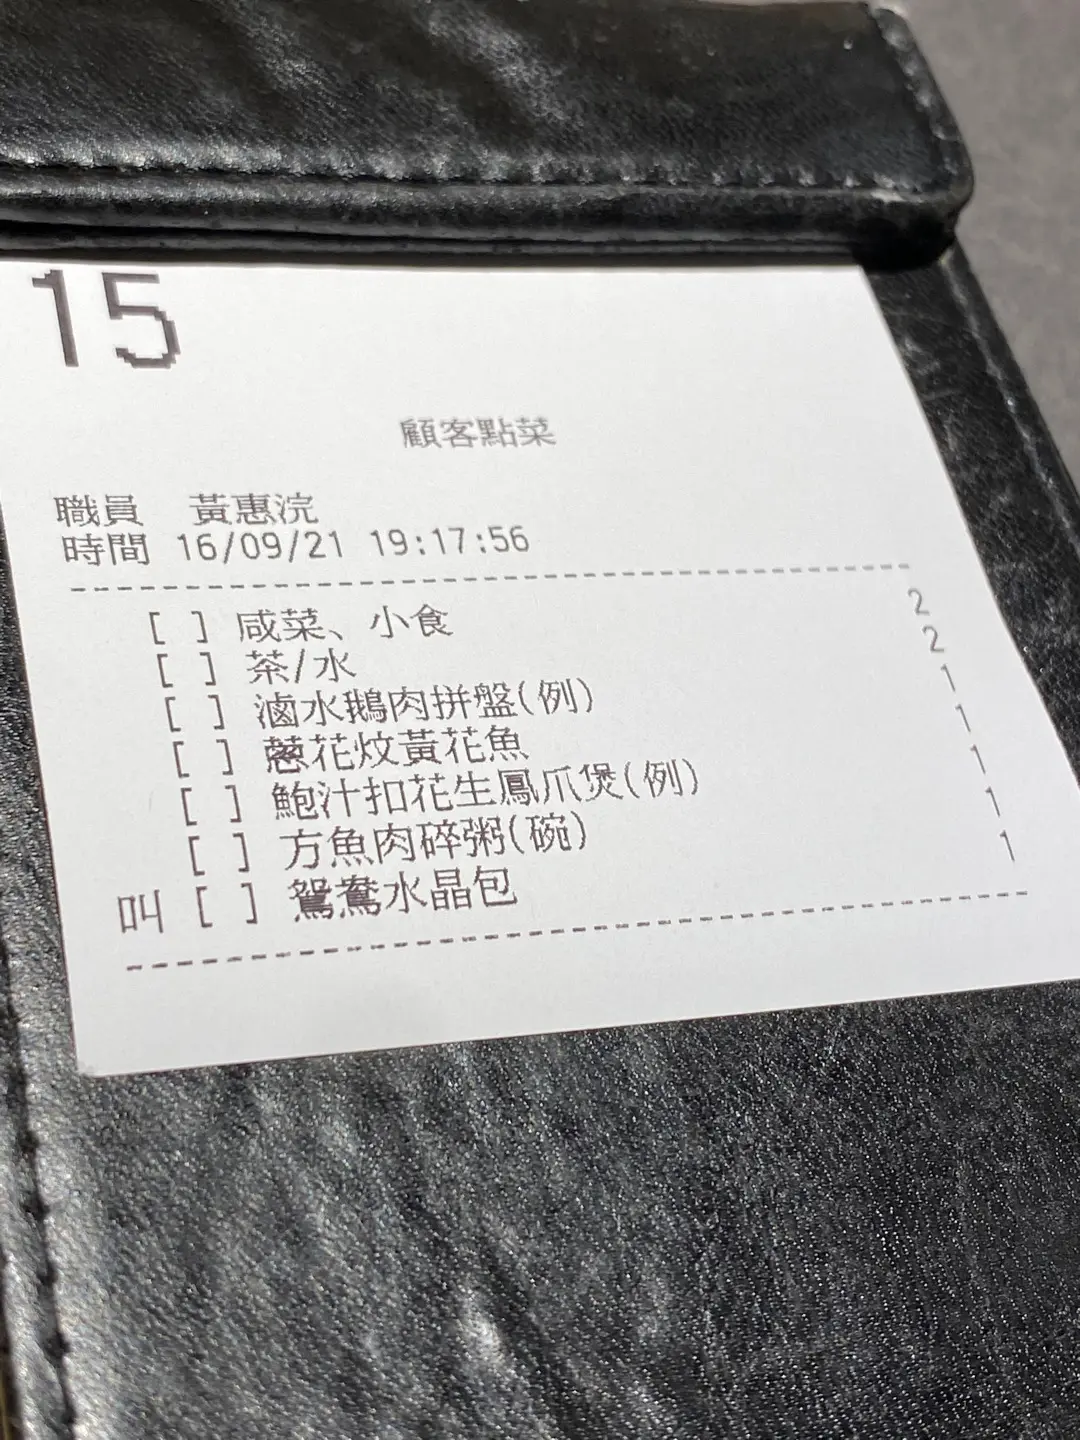 15
顧客點菜
職員 黃惠浣
時間 16/09/21 19:17:56
[ ] 咸菜、小食 2
[ ] 茶/水 2
[ ] 滷水鵝肉拼盤(例) 1
[ ] 蔥花炆黃花魚 1
[ ] 鮑汁扣花生鳳爪煲(例) 1
[ ] 方魚肉碎粥(碗) 1
叫 [ ] 鴛鴦水晶包 1